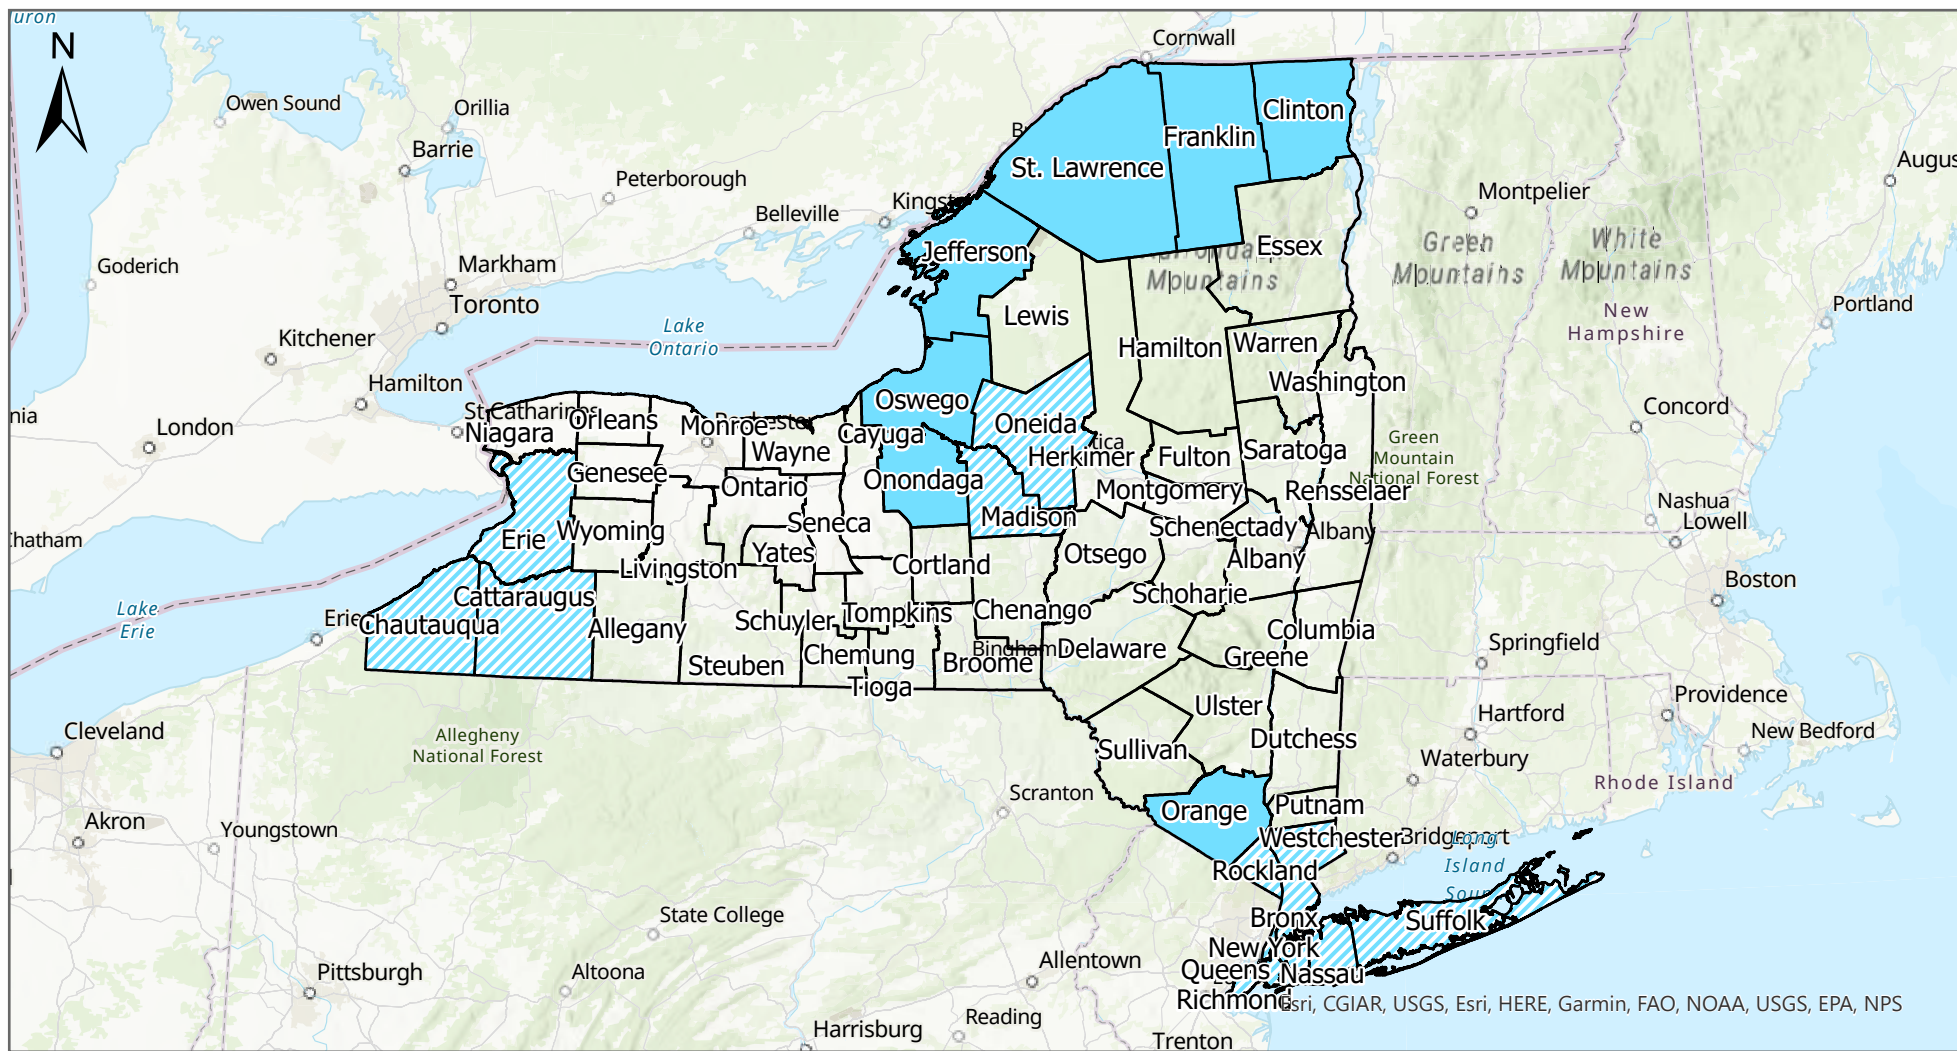 uron
N
Cornwall
Owen Sound
Orillia
Barrie
Clinton
Franklin
St. Lawrence
Augus
Peterborough
Belleville
Kingst
Montpelier
Jefferson
Essex
Green
Mountains
White
Mountains
Mountains
Goderich
Markham
Toronto
Lake
Ontario
Lewis
Portland
New
Hampshire
Kitchener
Hamilton
Hamilton
Warren
Washington
Oswego
Concord
nia
London
St Catharines
Niagara
Orleans
Monroe
Wayne
Cayuga
Oneida
tica
Herkimer
Fulton
Saratoga
Green
Mountain
National Forest
Genesee
Ontario
Onondaga
Montgomery
Rensselaer
Nashua
Lowell
Chatham
Erie
Wyoming
Seneca
Madison
Schenectady
Albany
Albany
Livingston
Yates
Cortland
Otsego
Boston
Lake
Erie
Erie
Cattaraugus
Chautauqua
Allegany
Schuyler
Tompkins
Chenango
Schoharie
Columbia
Springfield
Steuben
Chemung
Tioga
Broome
Bingham
Delaware
Greene
Ulster
Providence
Hartford
New Bedford
Cleveland
Allegheny
National Forest
Sullivan
Dutchess
Waterbury
Rhode Island
Scranton
Orange
Putnam
Akron
Youngstown
Westchester
Bridgeport
Long
Island
Soun
Rockland
State College
Bronx
Suffolk
New York
Queens
Nassau
Richmond
Pittsburgh
Altoona
Allentown
Esri, CGIAR, USGS, Esri, HERE, Garmin, FAO, NOAA, USGS, EPA, NPS
Harrisburg
Reading
Trenton